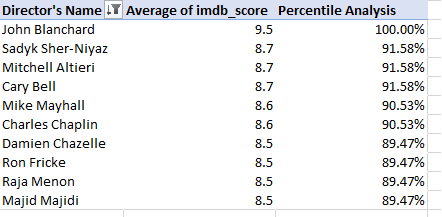 Director's Name Average of imdb_score Percentile Analysis
John Blanchard 9.5 100.00%
Sadyk Sher-Niyaz 8.7 91.58%
Mitchell Altieri 8.7 91.58%
Cary Bell 8.7 91.58%
Mike Mayhall 8.6 90.53%
Charles Chaplin 8.6 90.53%
Damien Chazelle 8.5 89.47%
Ron Fricke 8.5 89.47%
Raja Menon 8.5 89.47%
Majid Majidi 8.5 89.47%